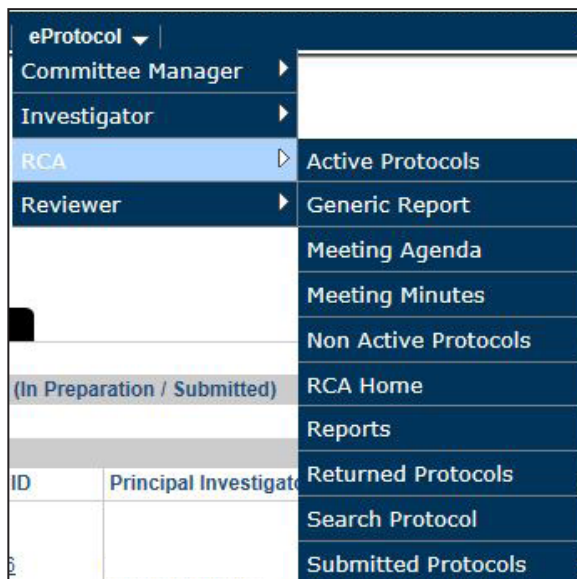 eProtocol
Committee Manager
Investigator
RCA
Reviewer
Active Protocols
Generic Report
Meeting Agenda
Meeting Minutes
Non Active Protocols
RCA Home
Reports
Returned Protocols
Search Protocol
Submitted Protocols
(In Preparation / Submitted)
ID Principal Investigato